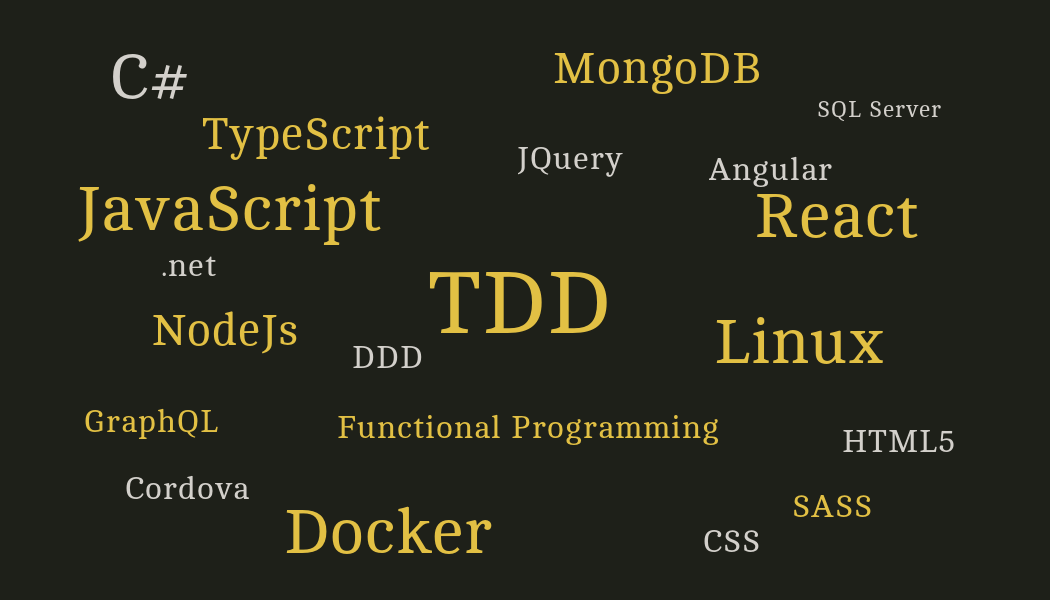 C#
MongoDB
SQL Server
TypeScript
JQuery
Angular
JavaScript
React
.net
TDD
NodeJs
DDD
Linux
GraphQL
Functional Programming
HTML5
Cordova
SASS
Docker
CSS